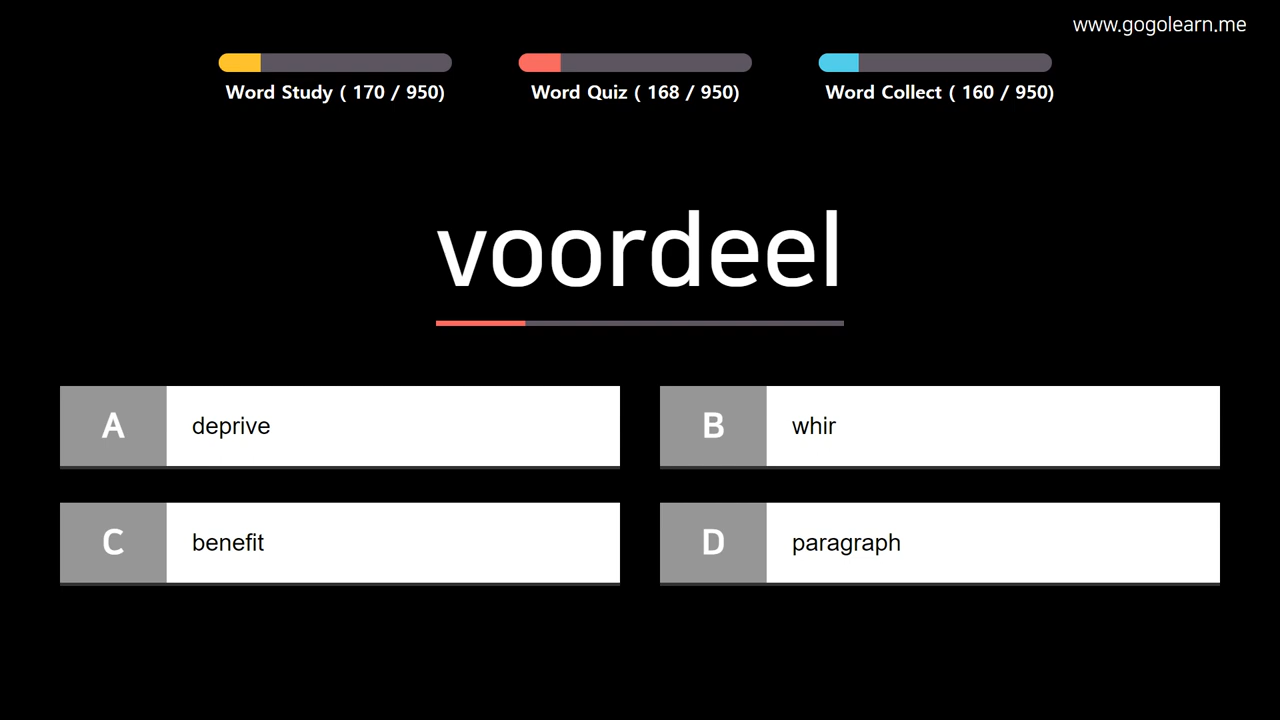 www.gogolearn.me
Word Study ( 170 / 950)
Word Quiz ( 168 / 950)
Word Collect ( 160 / 950)
voordeel
A deprive
B whir
C benefit
D paragraph